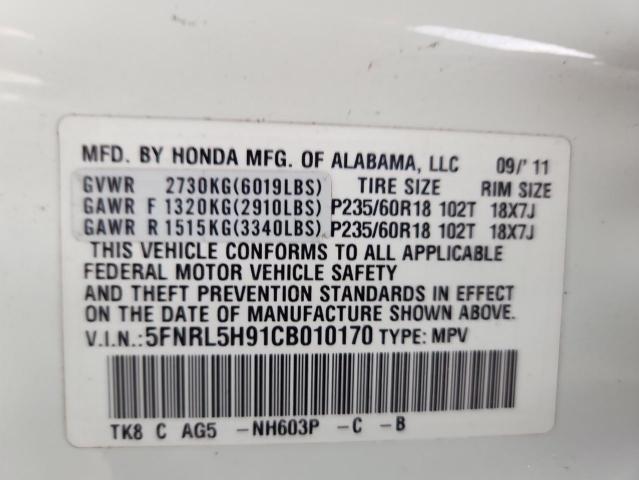 MFD. BY HONDA MFG. OF ALABAMA, LLC 09/'11
GVWR 2730KG(6019LBS) TIRE SIZE RIM SIZE
GAWR F 1320KG(2910LBS) P235/60R18 102T 18X7J
GAWR R 1515KG(3340LBS) P235/60R18 102T 18X7J
THIS VEHICLE CONFORMS TO ALL APPLICABLE
FEDERAL MOTOR VEHICLE SAFETY
AND THEFT PREVENTION STANDARDS IN EFFECT
ON THE DATE OF MANUFACTURE SHOWN ABOVE.
V.I.N.:5FNRL5H91CB010170 TYPE: MPV
TK8 C AG5 -NH603P -C -B